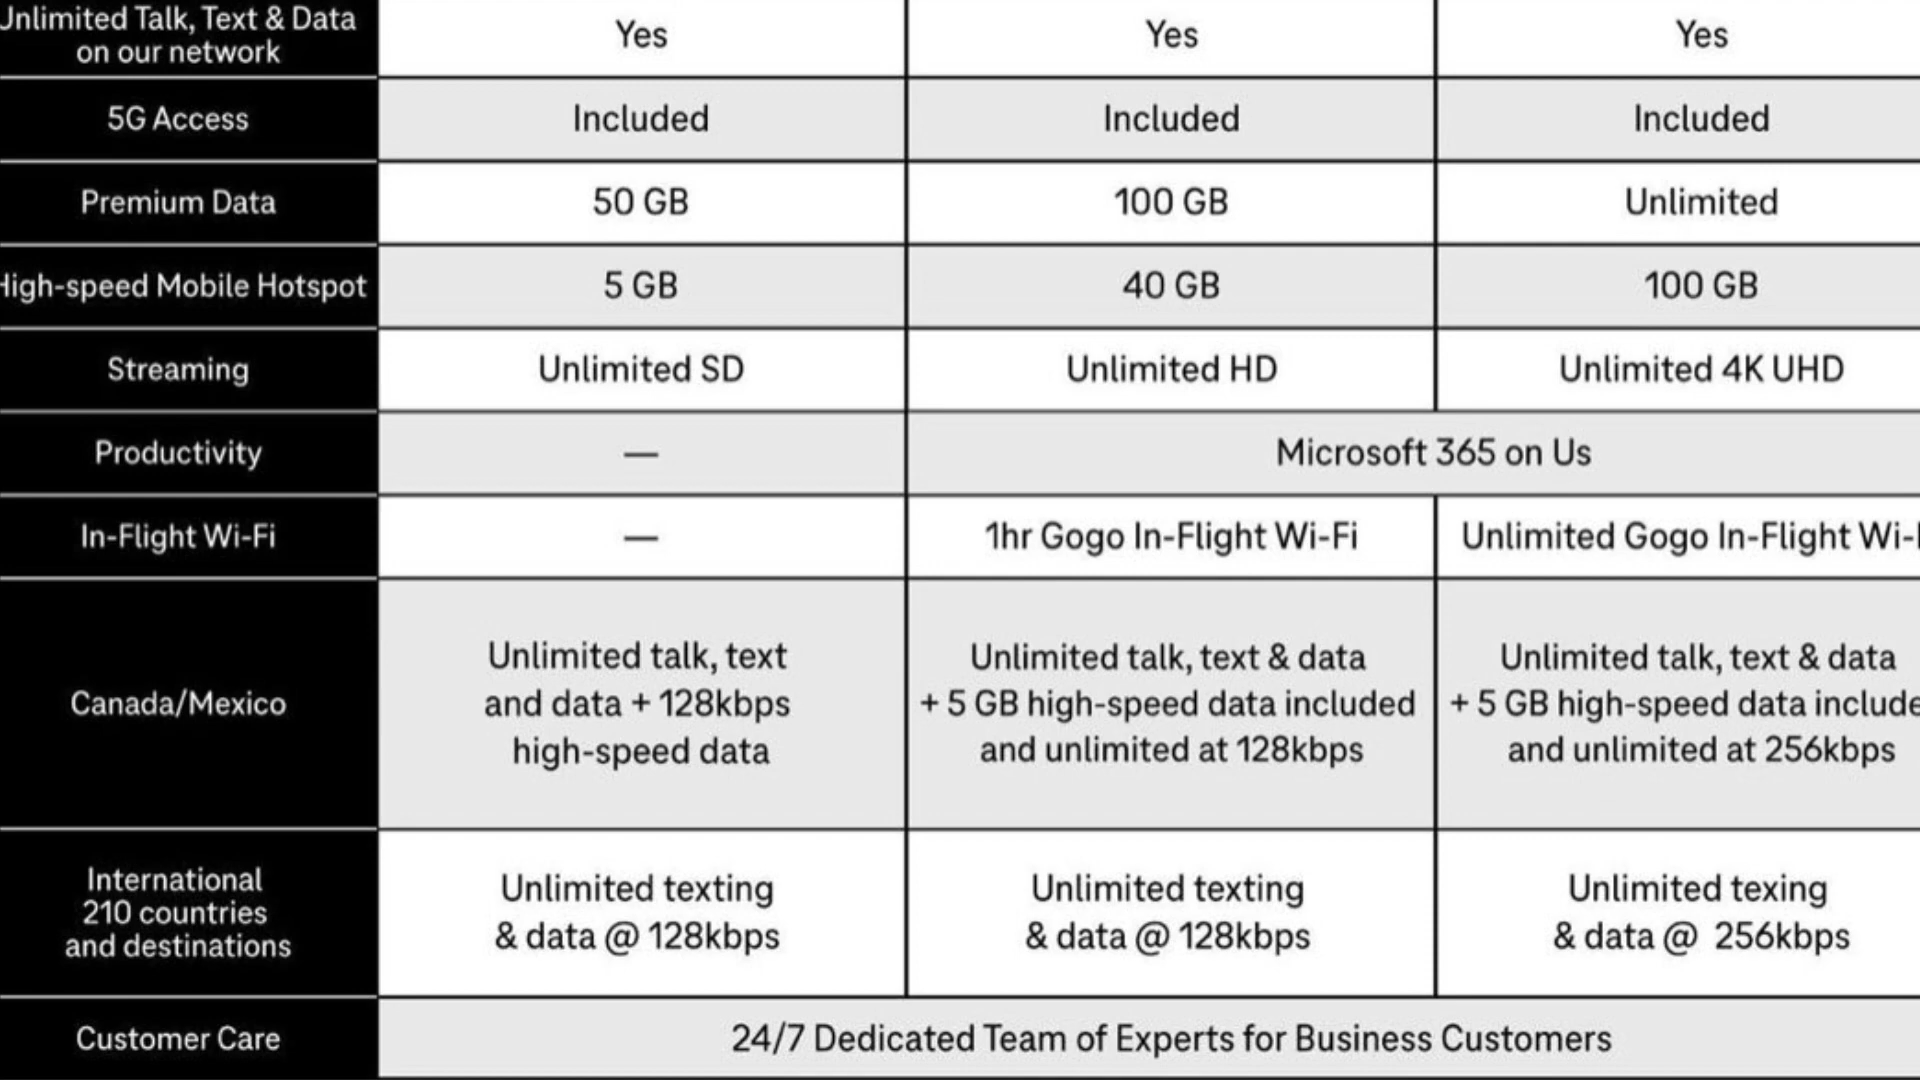 Unlimited Talk, Text & Data
on our network
Yes
Yes
Yes
5G Access
Included
Included
Included
Premium Data
50 GB
100 GB
Unlimited
High-speed Mobile Hotspot
5 GB
40 GB
100 GB
Streaming
Unlimited SD
Unlimited HD
Unlimited 4K UHD
Productivity
—
Microsoft 365 on Us
In-Flight Wi-Fi
—
1hr Gogo In-Flight Wi-Fi
Unlimited Gogo In-Flight Wi-F
Canada/Mexico
Unlimited talk, text
and data + 128kbps
high-speed data
Unlimited talk, text & data
+ 5 GB high-speed data included
and unlimited at 128kbps
Unlimited talk, text & data
+ 5 GB high-speed data include
and unlimited at 256kbps
International
210 countries
and destinations
Unlimited texting
& data @ 128kbps
Unlimited texting
& data @ 128kbps
Unlimited texing
& data @ 256kbps
Customer Care
24/7 Dedicated Team of Experts for Business Customers